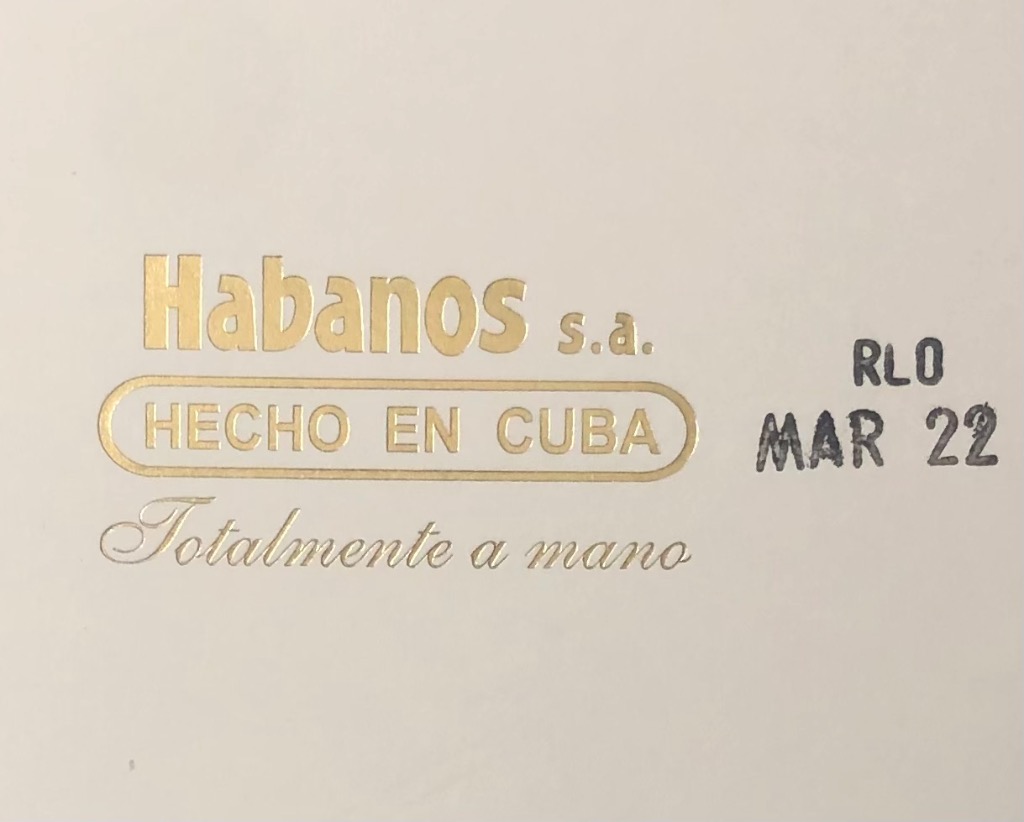 Habanos s.a.
HECHO EN CUBA
Totalmente a mano
RLO
MAR 22